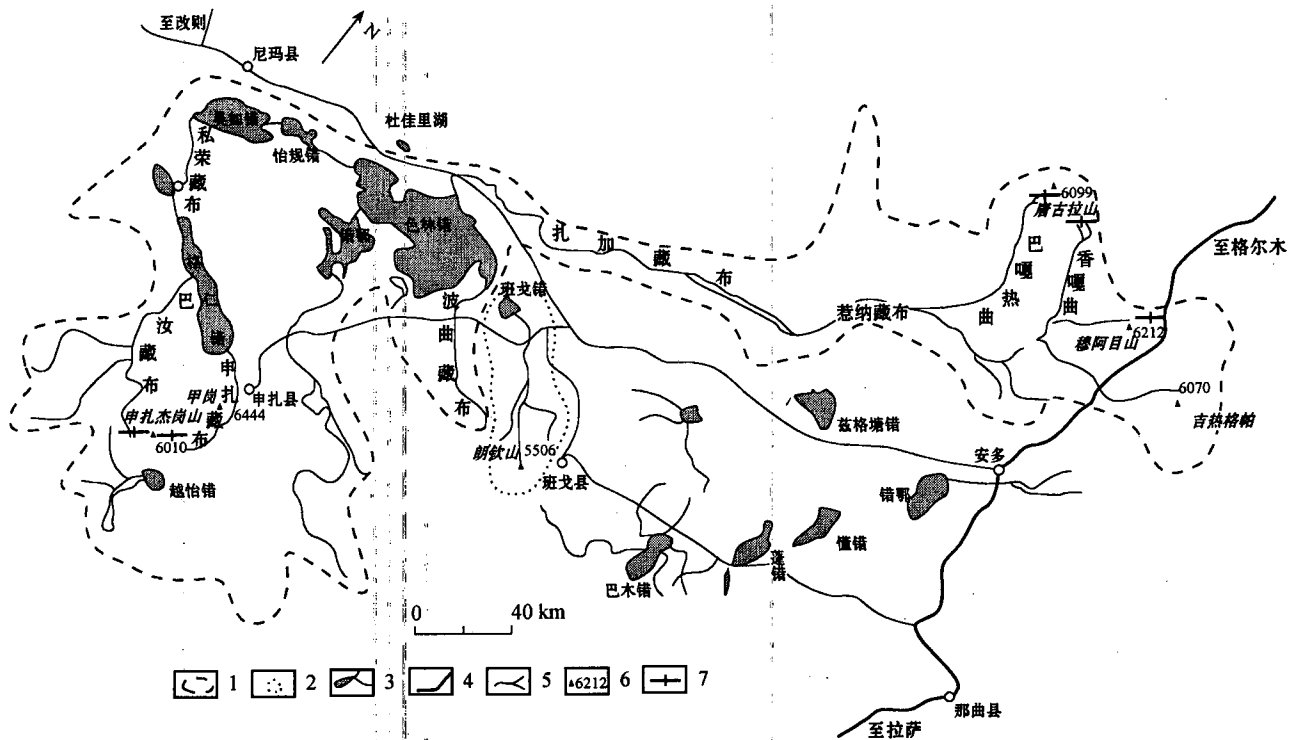 至改则
N
尼玛县
杜佳里湖
吴如错
怡规错
私荣藏布
色林错
错鄂
班戈错
扎加藏布
波曲藏布
惹纳藏布
6099
唐古拉山
巴嘎热曲
香嘎曲
至格尔木
6212
穆阿目山
6070
吉热格帕
巴汝藏布
申扎藏布
甲岗
6444
申扎县
申扎杰岗山
6010
越恰错
朗钦山
5506
班戈县
兹格塘错
安多
错鄂
懂错
蓬错
巴木错
0
40 km
1
2
3
4
5
6212
6
7
那曲县
至拉萨